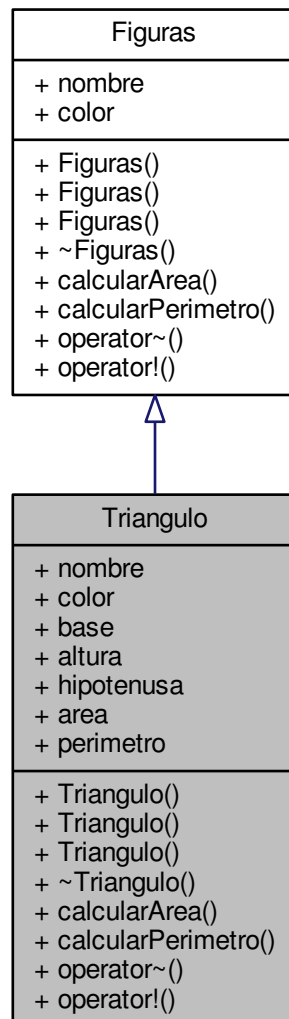 Figuras
+ nombre
+ color
+ Figuras()
+ Figuras()
+ Figuras()
+ ~Figuras()
+ calcularArea()
+ calcularPerimetro()
+ operator~()
+ operator!()
Triangulo
+ nombre
+ color
+ base
+ altura
+ hipotenusa
+ area
+ perimetro
+ Triangulo()
+ Triangulo()
+ Triangulo()
+ ~Triangulo()
+ calcularArea()
+ calcularPerimetro()
+ operator~()
+ operator!()